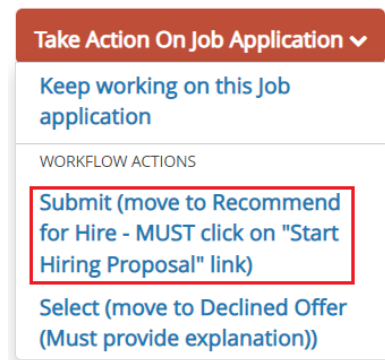 Take Action On Job Application
Keep working on this Job
application
WORKFLOW ACTIONS
Submit (move to Recommend
for Hire - MUST click on "Start
Hiring Proposal" link)
Select (move to Declined Offer
(Must provide explanation))